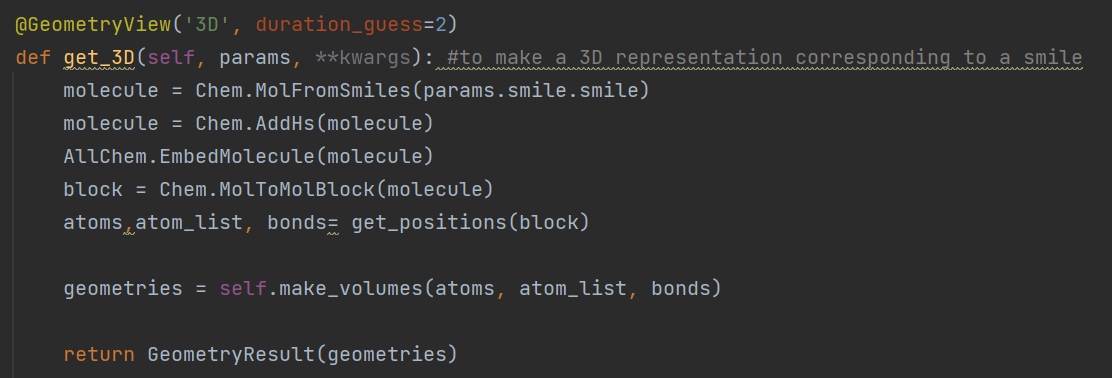 @GeometryView('3D', duration_guess=2)
def get_3D(self, params, **kwargs): #to make a 3D representation corresponding to a smile
    molecule = Chem.MolFromSmiles(params.smile.smile)
    molecule = Chem.AddHs(molecule)
    AllChem.EmbedMolecule(molecule)
    block = Chem.MolToMolBlock(molecule)
    atoms,atom_list, bonds= get_positions(block)

    geometries = self.make_volumes(atoms, atom_list, bonds)

    return GeometryResult(geometries)